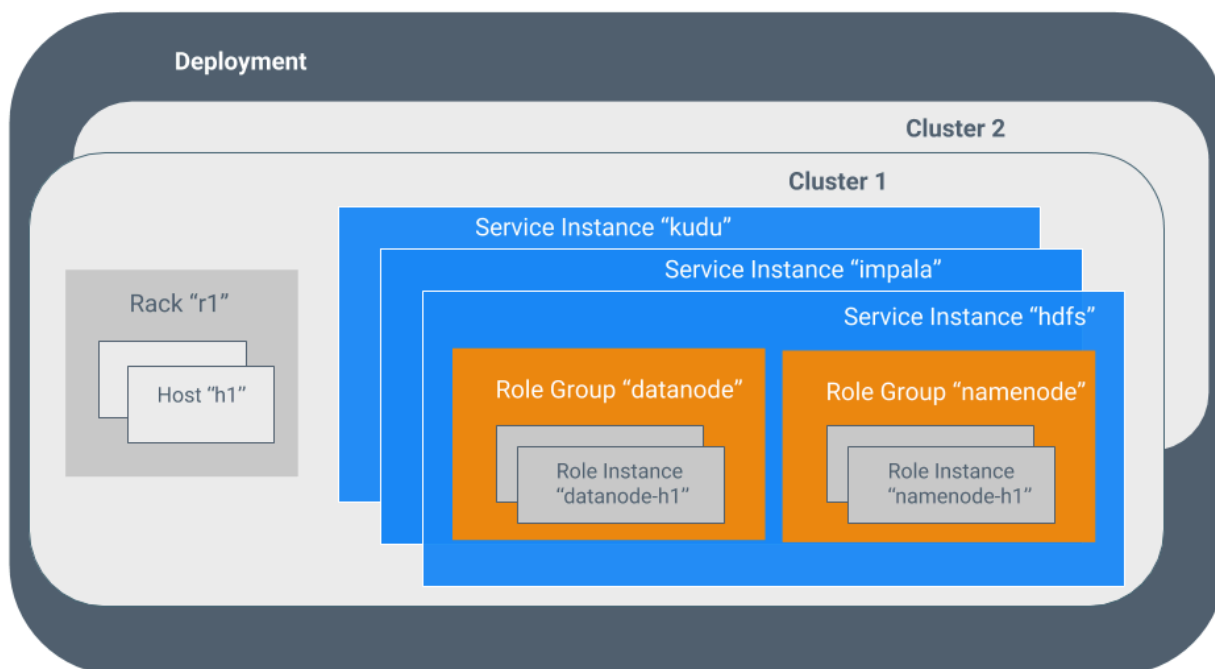 Deployment
Cluster 2
Cluster 1
Service Instance “kudu”
Service Instance “impala”
Service Instance “hdfs”
Rack “r1”
Host “h1”
Role Group “datanode”
Role Instance
“datanode-h1”
Role Group “namenode”
Role Instance
“namenode-h1”